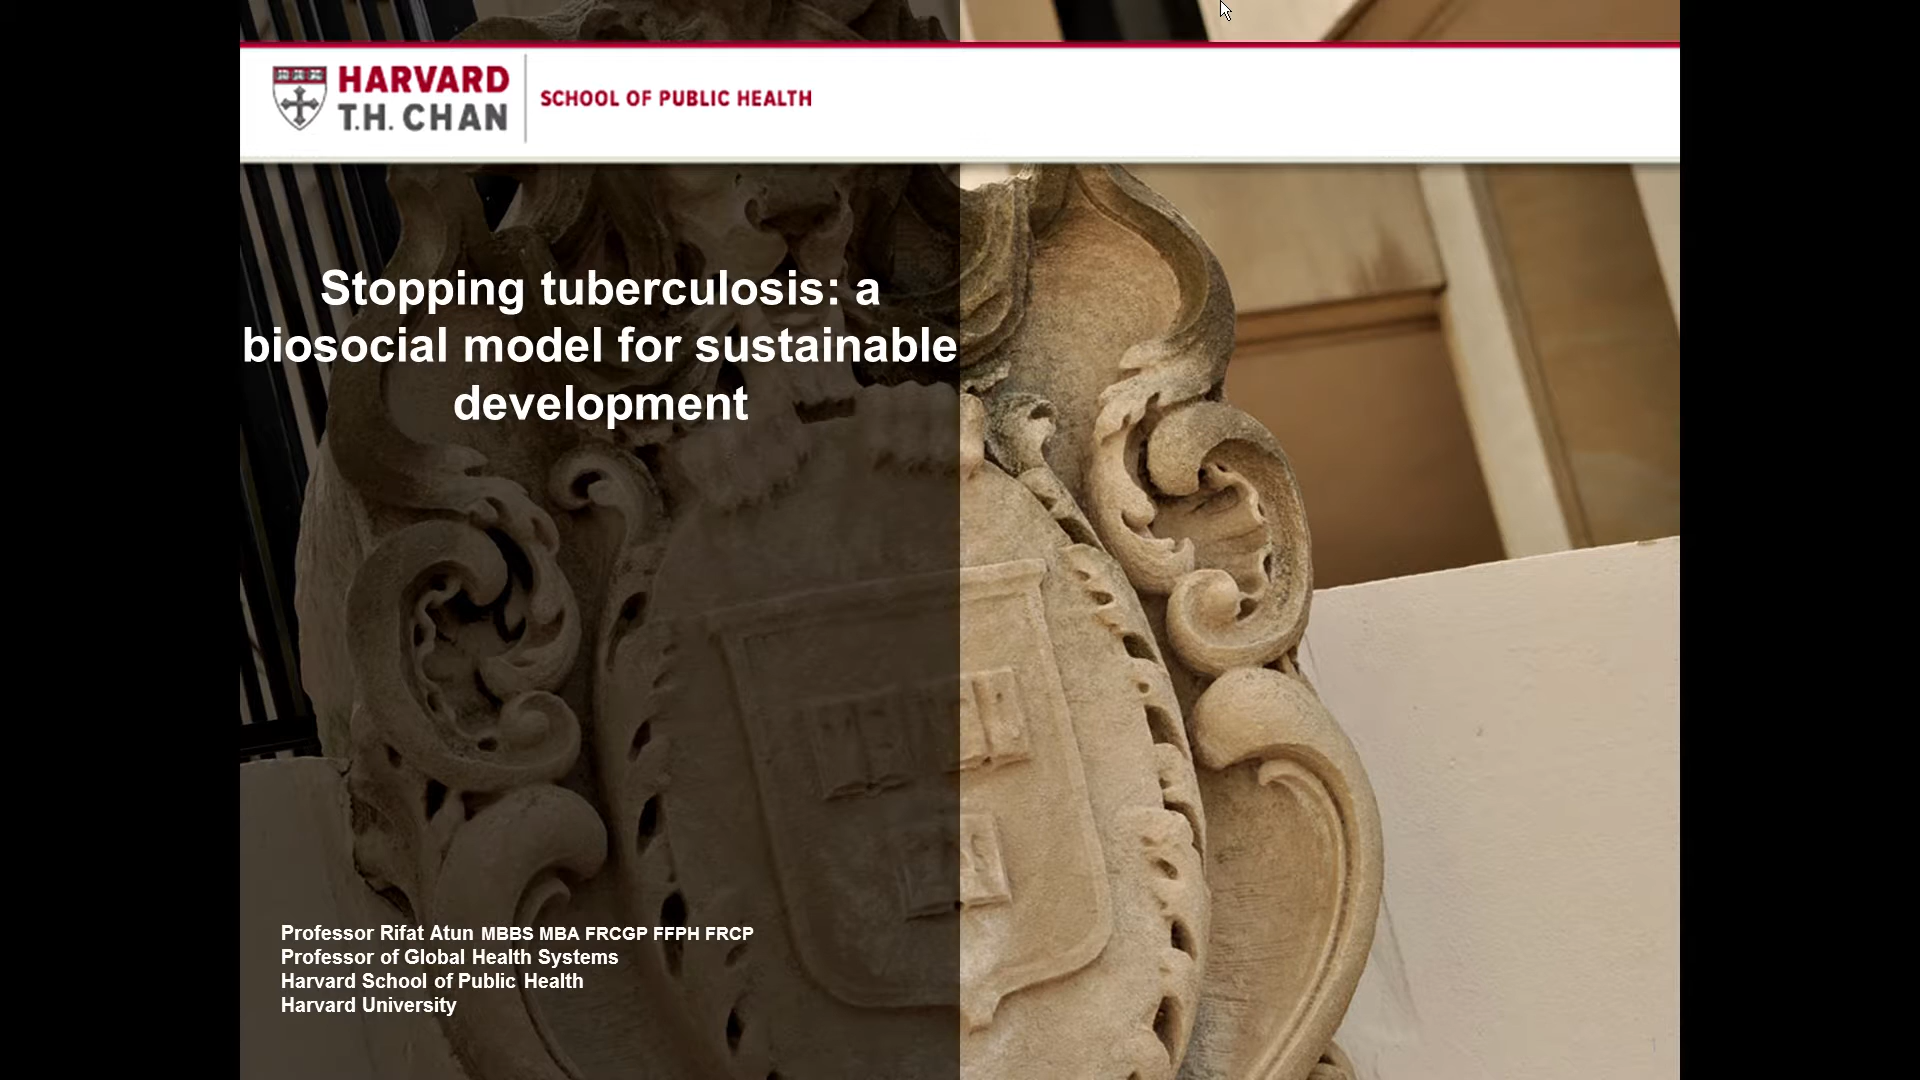 HARVARD
T.H. CHAN
SCHOOL OF PUBLIC HEALTH
Stopping tuberculosis: a
biosocial model for sustainable
development
Professor Rifat Atun MBBS MBA FRCGP FFPH FRCP
Professor of Global Health Systems
Harvard School of Public Health
Harvard University